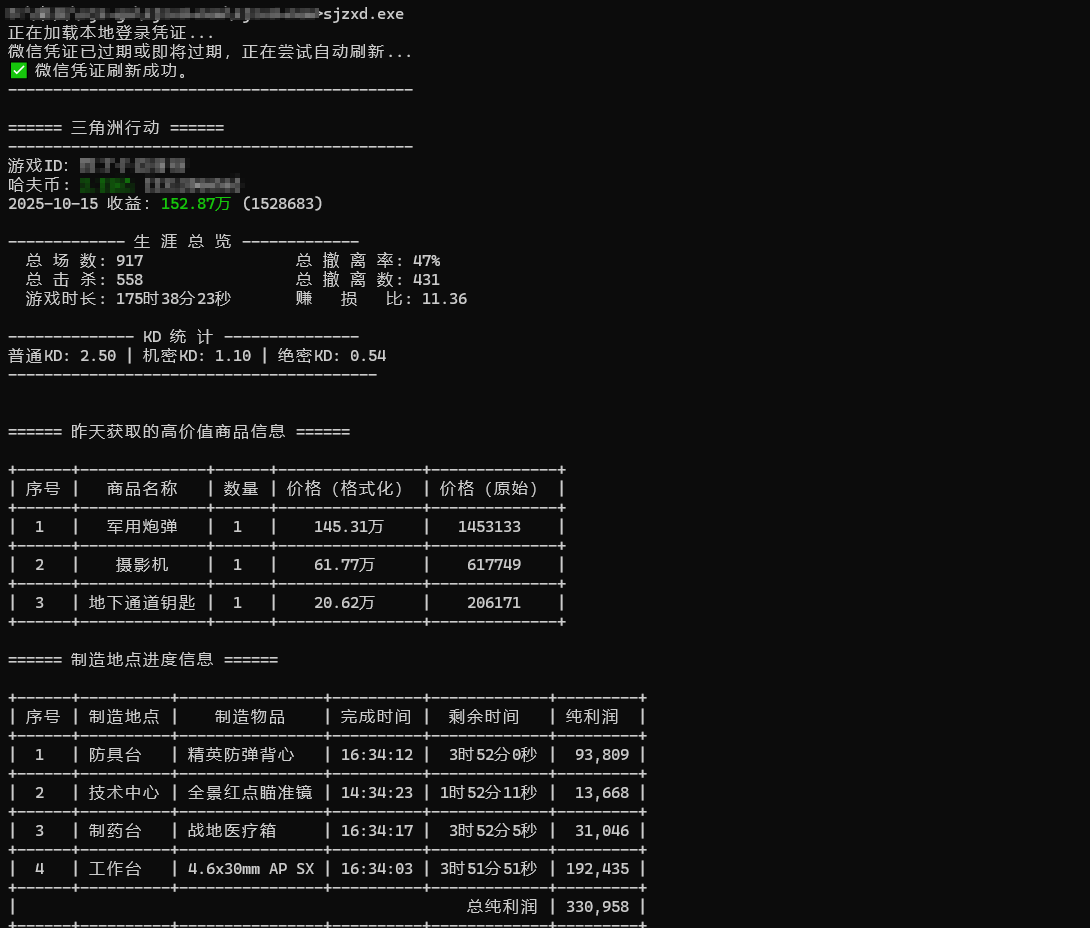 >sjzxd.exe
正在加载本地登录凭证...
微信凭证已过期或即将过期，正在尝试自动刷新...
✅ 微信凭证刷新成功。
---------------------------------------------
====== 三角洲行动 ======
---------------------------------------------
游戏ID:
哈夫币:
2025-10-15 收益: 152.87万 (1528683)
------------- 生 涯 总 览 -------------
总 场 数: 917 总 撤 离 率: 47%
总 击 杀: 558 总 撤 离 数: 431
游戏时长: 175时38分23秒 赚 损 比: 11.36
-------------- KD 统 计 ---------------
普通KD: 2.50 | 机密KD: 1.10 | 绝密KD: 0.54
-----------------------------------------
====== 昨天获取的高价值商品信息 ======
| 序号 | 商品名称 | 数量 | 价格 (格式化) | 价格 (原始) |
| 1 | 军用炮弹 | 1 | 145.31万 | 1453133 |
| 2 | 摄影机 | 1 | 61.77万 | 617749 |
| 3 | 地下通道钥匙 | 1 | 20.62万 | 206171 |
====== 制造地点进度信息 ======
| 序号 | 制造地点 | 制造物品 | 完成时间 | 剩余时间 | 纯利润 |
| 1 | 防具台 | 精英防弹背心 | 16:34:12 | 3时52分0秒 | 93,809 |
| 2 | 技术中心 | 全景红点瞄准镜 | 14:34:23 | 1时52分11秒 | 13,668 |
| 3 | 制药台 | 战地医疗箱 | 16:34:17 | 3时52分5秒 | 31,046 |
| 4 | 工作台 | 4.6x30mm AP SX | 16:34:03 | 3时51分51秒 | 192,435 |
| 总纯利润 | 330,958 |